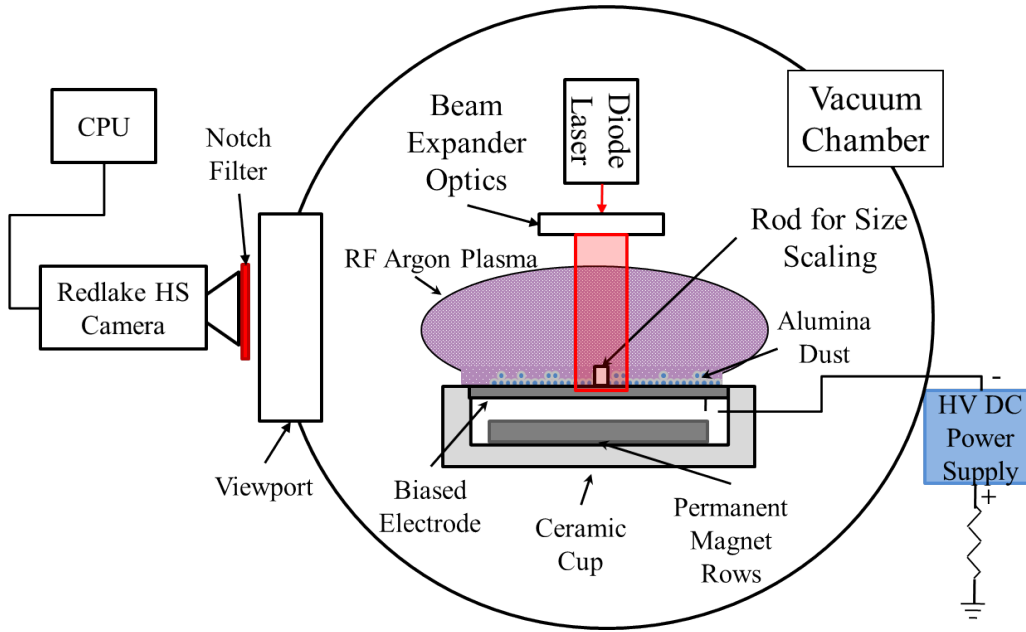 CPU
Notch
Filter
Redlake HS
Camera
Viewport
Beam
Expander
Optics
Diode
Laser
Vacuum
Chamber
RF Argon Plasma
Rod for Size
Scaling
Alumina
Dust
Biased
Electrode
Ceramic
Cup
Permanent
Magnet
Rows
-
HV DC
Power
Supply
+